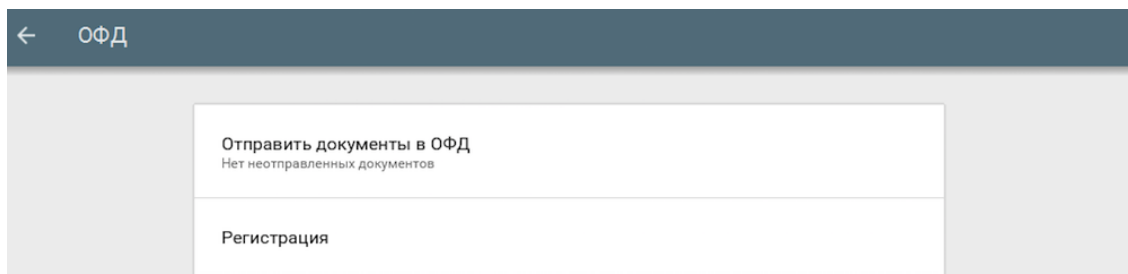 ОФД
Отправить документы в ОФД
Нет неотправленных документов
Регистрация